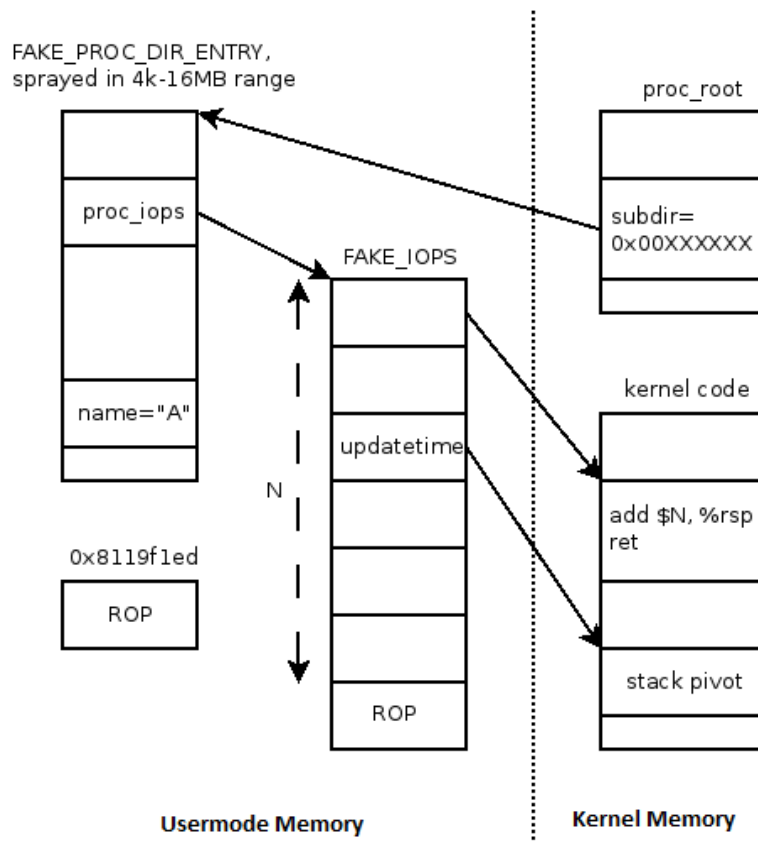 FAKE_PROC_DIR_ENTRY,
sprayed in 4k-16MB range
proc_root
proc_iops
subdir=
0x00XXXXXX
FAKE_IOPS
name="A"
kernel code
updatetime
N
add $N, %rsp
ret
0x8119f1ed
ROP
stack pivot
ROP
Usermode Memory
Kernel Memory